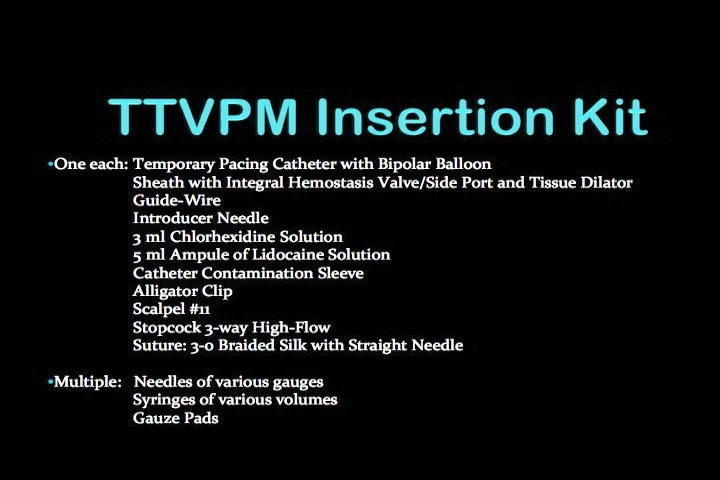 TTVPM Insertion Kit
•One each: Temporary Pacing Catheter with Bipolar Balloon
Sheath with Integral Hemostasis Valve/Side Port and Tissue Dilator
Guide-Wire
Introducer Needle
3 ml Chlorhexidine Solution
5 ml Ampule of Lidocaine Solution
Catheter Contamination Sleeve
Alligator Clip
Scalpel #11
Stopcock 3-way High-Flow
Suture: 3-0 Braided Silk with Straight Needle
•Multiple: Needles of various gauges
Syringes of various volumes
Gauze Pads